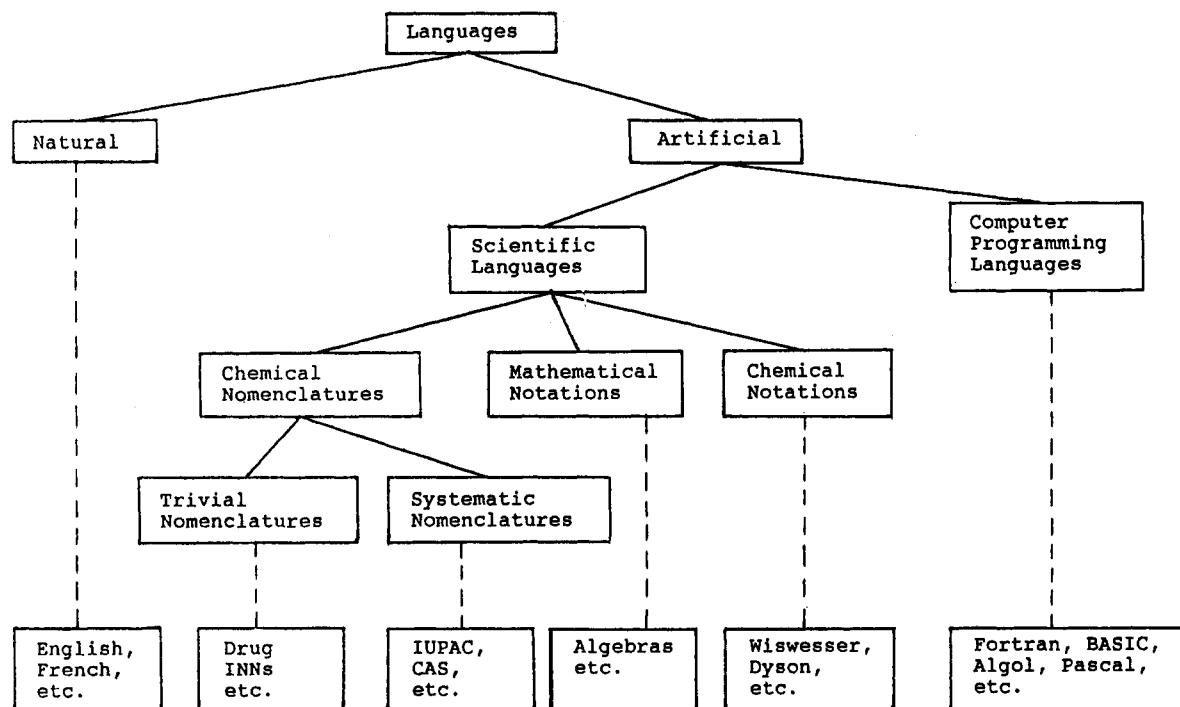 Languages
Natural
Artificial
Scientific
Languages
Computer
Programming
Languages
Chemical
Nomenclatures
Mathematical
Notations
Chemical
Notations
Trivial
Nomenclatures
Systematic
Nomenclatures
English,
French,
etc.
Drug
INNs
etc.
IUPAC,
CAS,
etc.
Algebras
etc.
Wiswesser,
Dyson,
etc.
Fortran, BASIC,
Algol, Pascal,
etc.